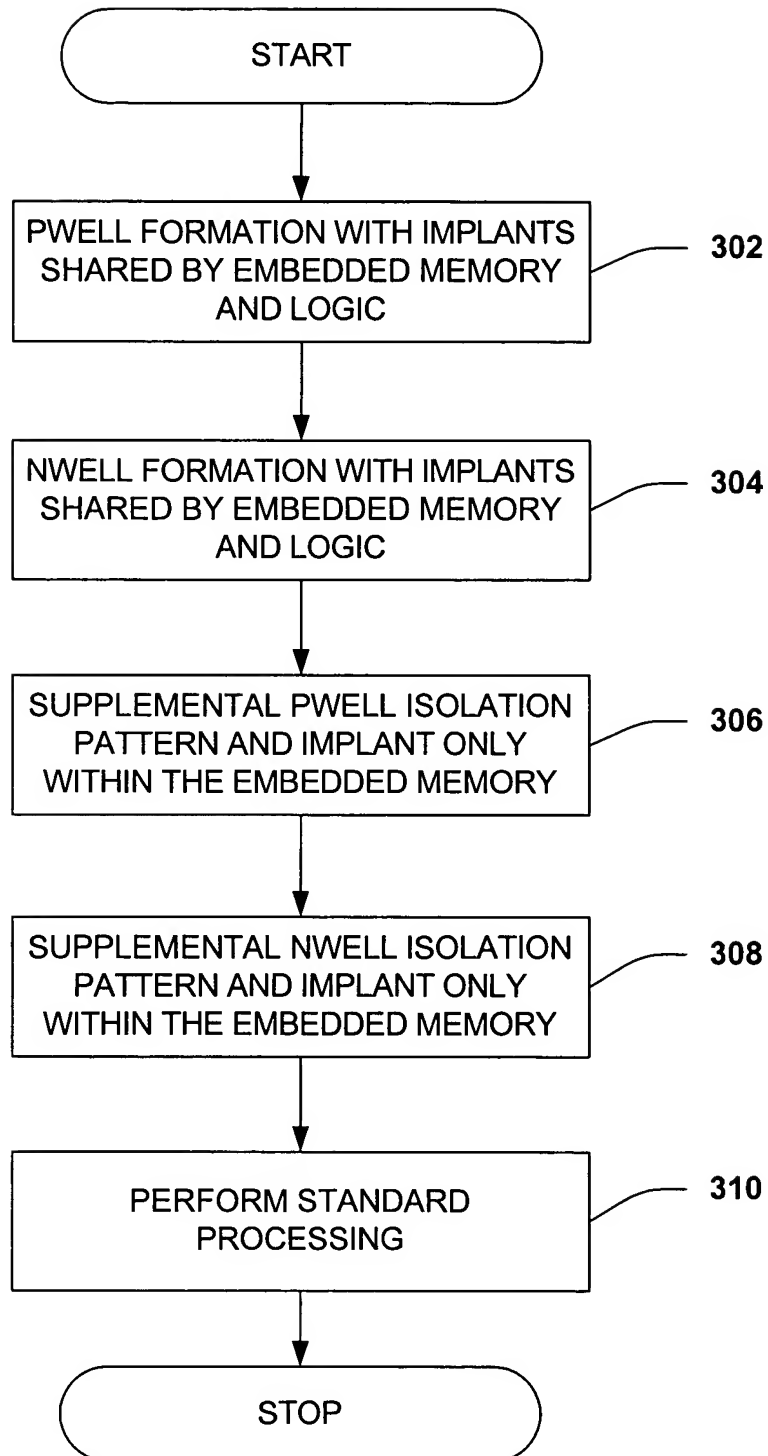 START
PWELL FORMATION WITH IMPLANTS
SHARED BY EMBEDDED MEMORY
AND LOGIC
302
NWELL FORMATION WITH IMPLANTS
SHARED BY EMBEDDED MEMORY
AND LOGIC
304
SUPPLEMENTAL PWELL ISOLATION
PATTERN AND IMPLANT ONLY
WITHIN THE EMBEDDED MEMORY
306
SUPPLEMENTAL NWELL ISOLATION
PATTERN AND IMPLANT ONLY
WITHIN THE EMBEDDED MEMORY
308
PERFORM STANDARD
PROCESSING
310
STOP